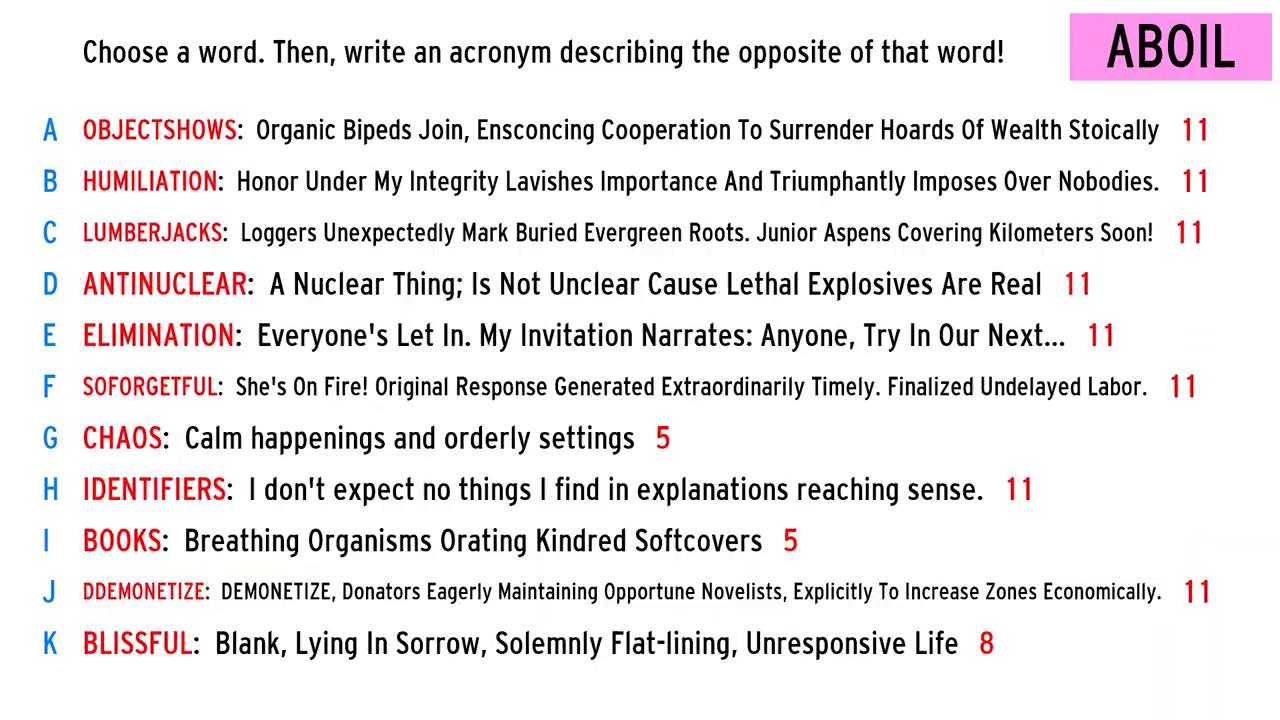 Choose a word. Then, write an acronym describing the opposite of that word!
ABOIL
A OBJECTSHOWS: Organic Bipeds Join, Ensconcing Cooperation To Surrender Hoards Of Wealth Stoically 11
B HUMILIATION: Honor Under My Integrity Lavishes Importance And Triumphantly Imposes Over Nobodies. 11
C LUMBERJACKS: Loggers Unexpectedly Mark Buried Evergreen Roots. Junior Aspens Covering Kilometers Soon! 11
D ANTINUCLEAR: A Nuclear Thing; Is Not Unclear Cause Lethal Explosives Are Real 11
E ELIMINATION: Everyone's Let In. My Invitation Narrates: Anyone, Try In Our Next... 11
F SOFORGETFUL: She's On Fire! Original Response Generated Extraordinarily Timely. Finalized Undelayed Labor. 11
G CHAOS: Calm happenings and orderly settings 5
H IDENTIFIERS: I don't expect no things I find in explanations reaching sense. 11
I BOOKS: Breathing Organisms Orating Kindred Softcovers 5
J DDEMONETIZE: DEMONETIZE, Donators Eagerly Maintaining Opportune Novelists, Explicitly To Increase Zones Economically. 11
K BLISSFUL: Blank, Lying In Sorrow, Solemnly Flat-lining, Unresponsive Life 8